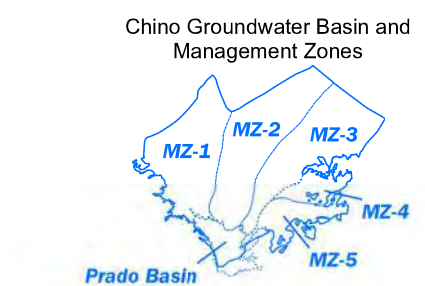 Chino Groundwater Basin and
Management Zones
MZ-1
MZ-2
MZ-3
MZ-4
MZ-5
Prado Basin